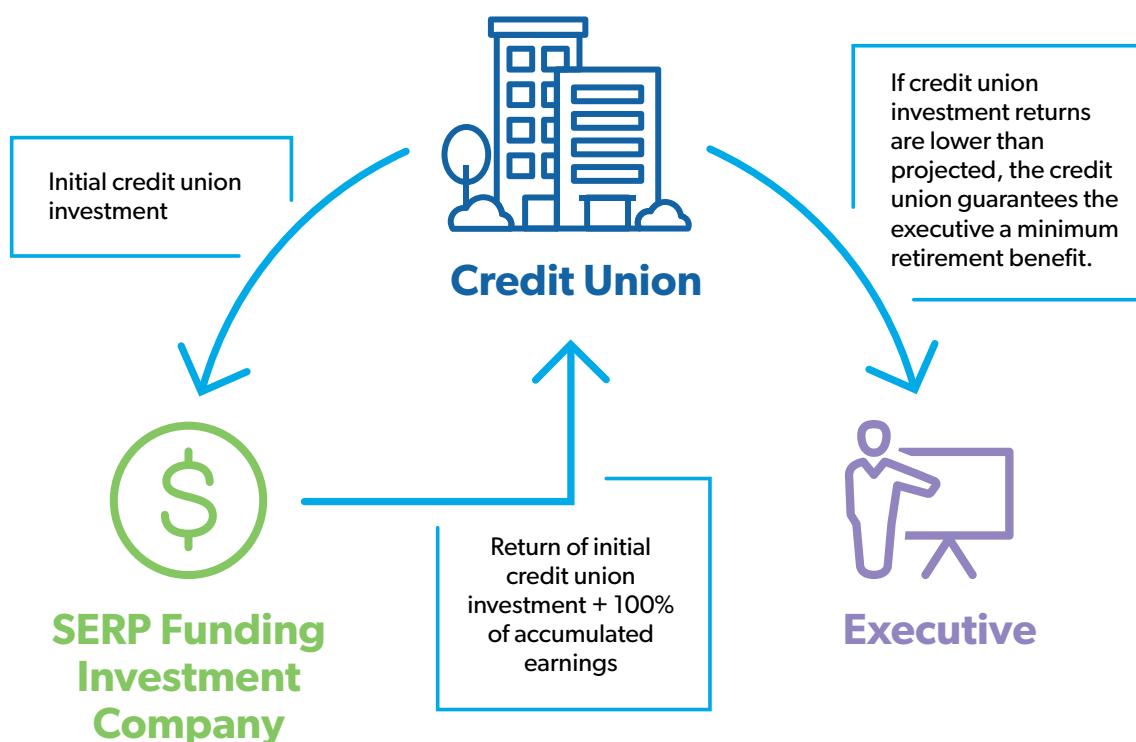 Initial credit union
investment
If credit union
investment returns
are lower than
projected, the credit
union guarantees the
executive a minimum
retirement benefit.
Credit Union
$
Return of initial
credit union
investment + 100%
of accumulated
earnings
SERP Funding
Investment
Company
Executive